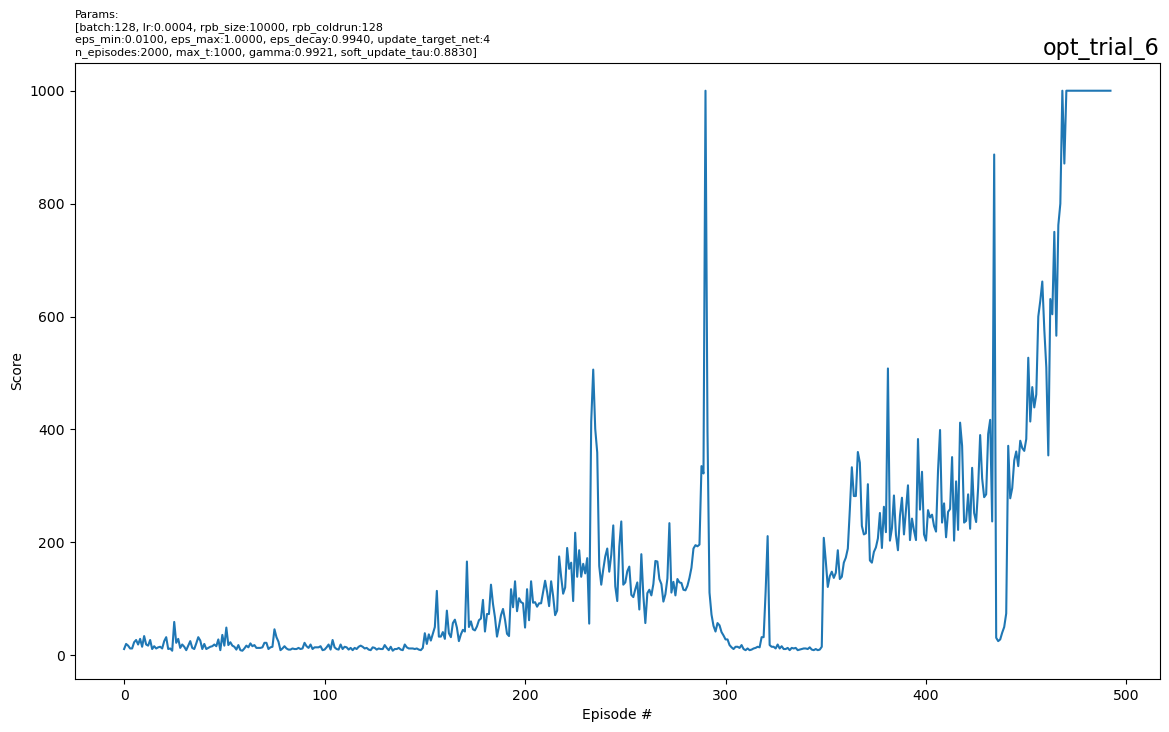 Params:
[batch:128, lr:0.0004, rpb_size:10000, rpb_coldrun:128
eps_min:0.0100, eps_max:1.0000, eps_decay:0.9940, update_target_net:4
n_episodes:2000, max_t:1000, gamma:0.9921, soft_update_tau:0.8830]
opt_trial_6
1000
800
600
400
200
0
Score
0 100 200 300 400 500
Episode #